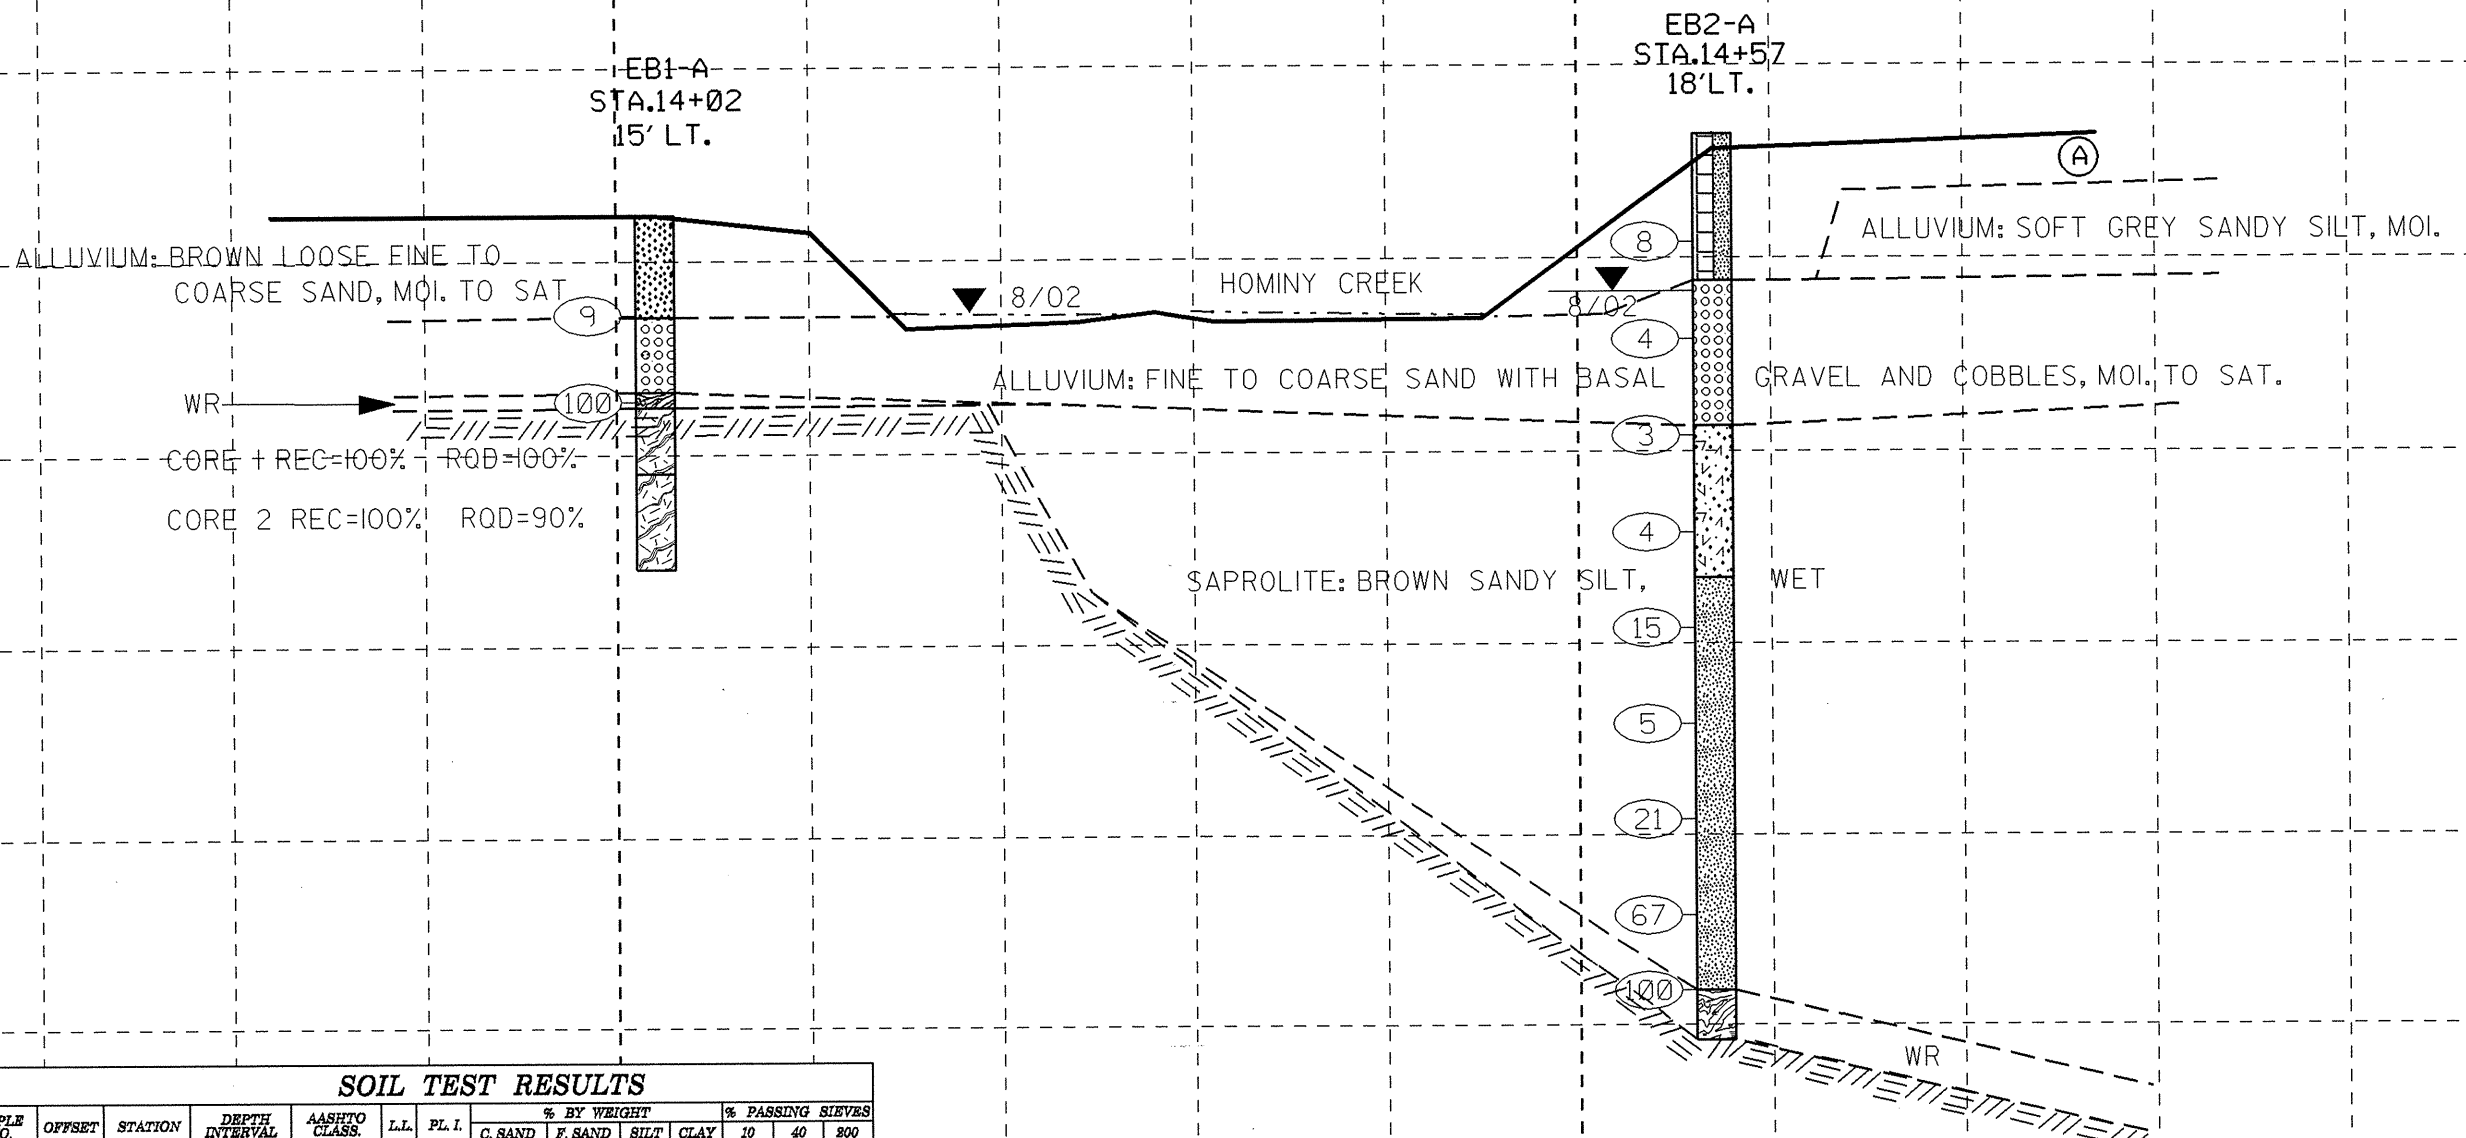 EB1-A
STA.14+02
15' LT.
EB2-A
STA.14+57
18'LT.
A
ALLUVIUM: BROWN LOOSE FINE TO
COARSE SAND, MOI. TO SAT
9
8/02
HOMINY CREEK
8
8/02
ALLUVIUM: SOFT GREY SANDY SILT, MOI.
4
WR
100
ALLUVIUM: FINE TO COARSE SAND WITH BASAL GRAVEL AND COBBLES, MOI. TO SAT.
3
CORE 1 REC=100% RQD=100%
CORE 2 REC=100% RQD=90%
4
SAPROLITE: BROWN SANDY SILT, WET
15
5
21
67
100
WR
SOIL TEST RESULTS
OFFSET STATION DEPTH INTERVAL AASHTO CLASS. L.L. PL. I. % BY WEIGHT % PASSING SIEVES
C. SAND F. SAND SILT CLAY 10 40 200